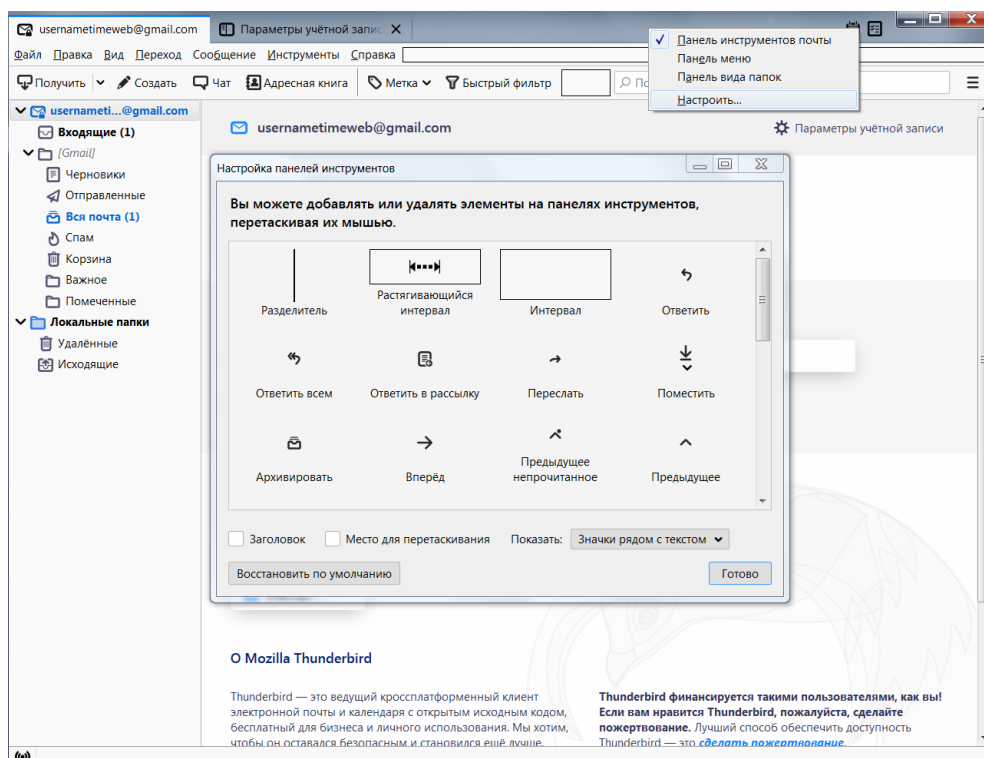 usernametimeweb@gmail.com
Параметры учётной запис
Файл Правка Вид Переход Сообщение Инструменты Справка
Получить Создать Чат Адресная книга Метка Быстрый фильтр
Панель инструментов почты
Панель меню
Панель вида папок
Настроить...
usernameti...@gmail.com
Входящие (1)
[Gmail]
Черновики
Отправленные
Вся почта (1)
Спам
Корзина
Важное
Помеченные
Локальные папки
Удалённые
Исходящие
usernametimeweb@gmail.com
Параметры учётной записи
Настройка панелей инструментов
Вы можете добавлять или удалять элементы на панелях инструментов,
перетаскивая их мышью.
Разделитель
Растягивающийся
интервал
Интервал
Ответить
Ответить всем
Ответить в рассылку
Переслать
Поместить
Архивировать
Вперёд
Предыдущее
непрочитанное
Предыдущее
Заголовок Место для перетаскивания Показать: Значки рядом с текстом
Восстановить по умолчанию Готово
О Mozilla Thunderbird
Thunderbird — это ведущий кроссплатформенный клиент
электронной почты и календаря с открытым исходным кодом,
бесплатный для бизнеса и личного использования. Мы хотим,
чтобы он оставался безопасным и становился ещё лучше.
Thunderbird финансируется такими пользователями, как вы!
Если вам нравится Thunderbird, пожалуйста, сделайте
пожертвование. Лучший способ обеспечить доступность
Thunderbird — это сделать пожертвование.